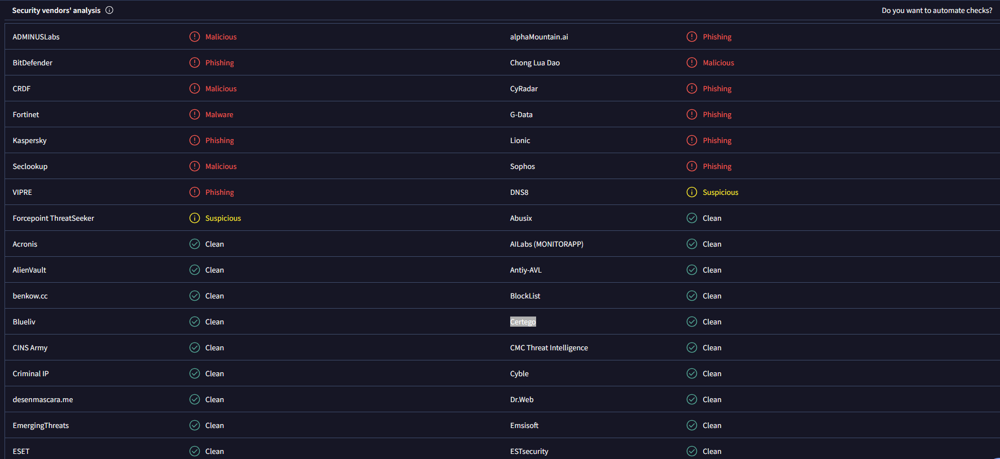 Security vendors' analysis Do you want to automate checks?
ADMINUSLabs Malicious alphaMountain.ai Phishing
BitDefender Phishing Chong Lua Dao Malicious
CRDF Malicious CyRadar Phishing
Fortinet Malware G-Data Phishing
Kaspersky Phishing Lionic Phishing
Seclookup Malicious Sophos Phishing
VIPRE Phishing DNS8 Suspicious
Forcepoint ThreatSeeker Suspicious Abusix Clean
Acronis Clean AILabs (MONITORAPP) Clean
AlienVault Clean Antiy-AVL Clean
benkow.cc Clean BlockList Clean
Blueliv Clean Certego Clean
CINS Army Clean CMC Threat Intelligence Clean
Criminal IP Clean Cyble Clean
desenmascara.me Clean Dr.Web Clean
EmergingThreats Clean Emsisoft Clean
ESET Clean ESTsecurity Clean